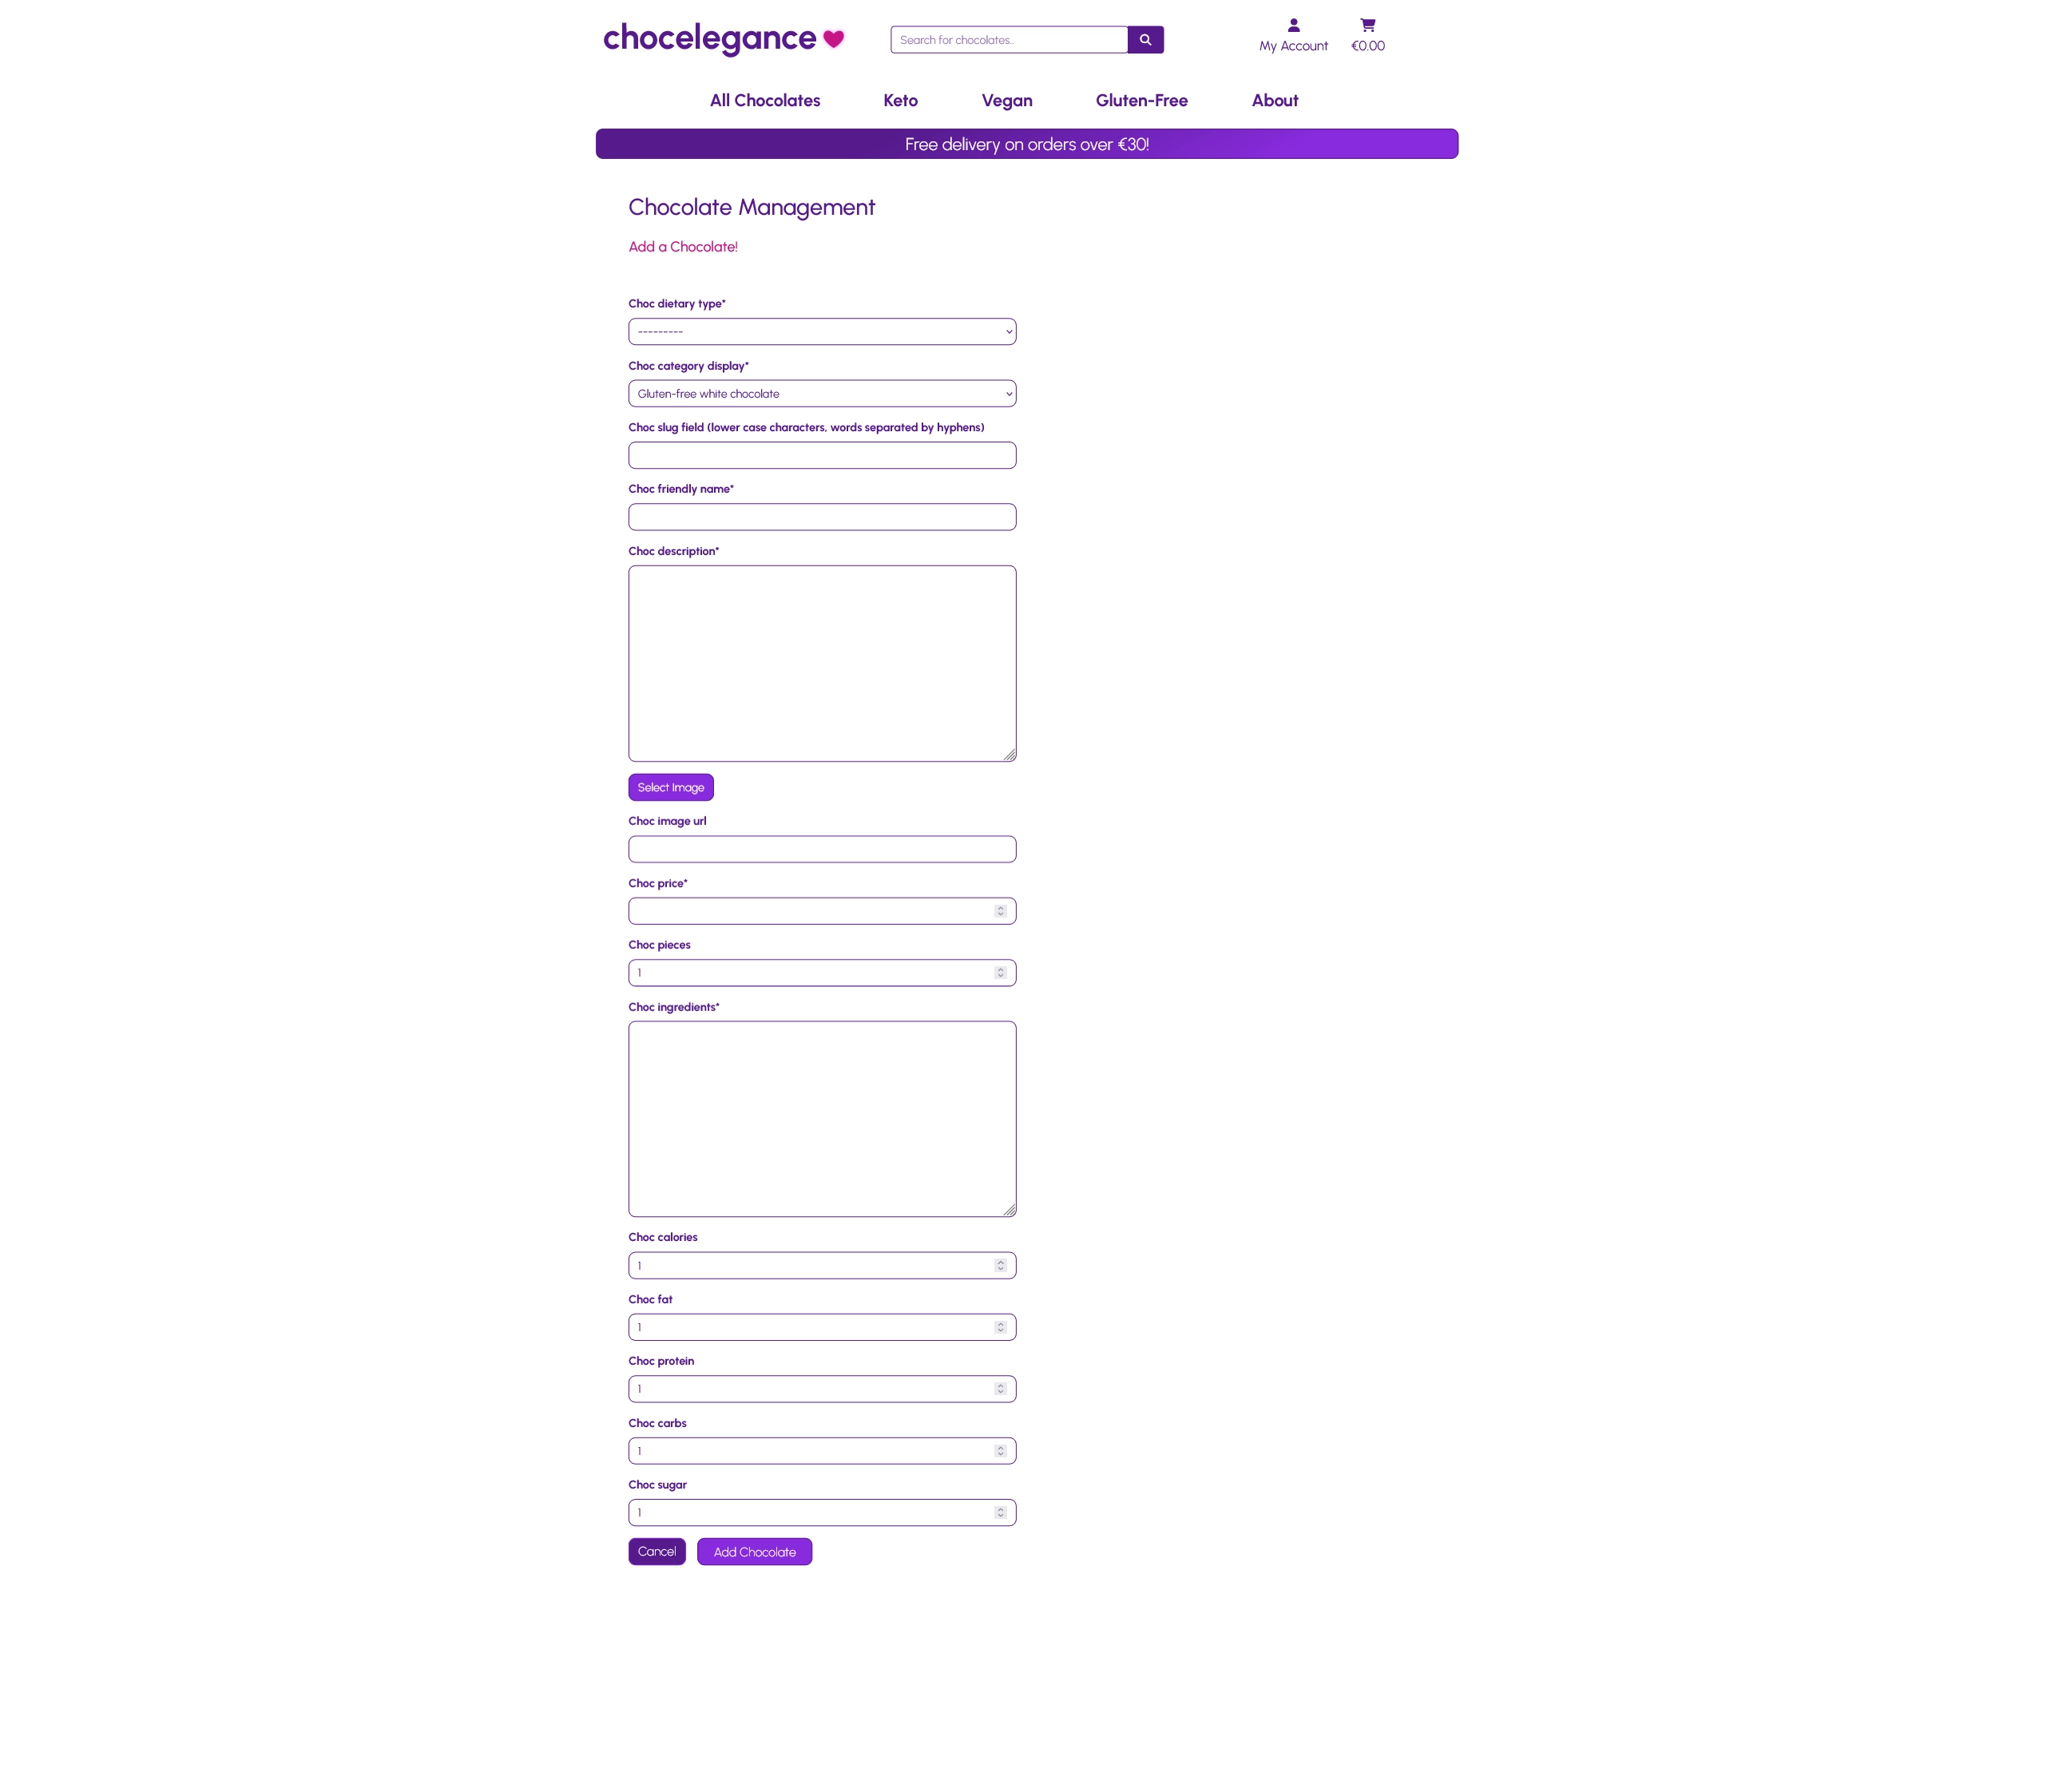 chocelegance
Search for chocolates..
My Account
€0.00
All Chocolates
Keto
Vegan
Gluten-Free
About
Free delivery on orders over €30!
Chocolate Management
Add a Chocolate!
Choc dietary type*
---------
Choc category display*
Gluten-free white chocolate
Choc slug field (lower case characters, words separated by hyphens)
Choc friendly name*
Choc description*
Select Image
Choc image url
Choc price*
Choc pieces
1
Choc ingredients*
Choc calories
1
Choc fat
1
Choc protein
1
Choc carbs
1
Choc sugar
1
Cancel
Add Chocolate